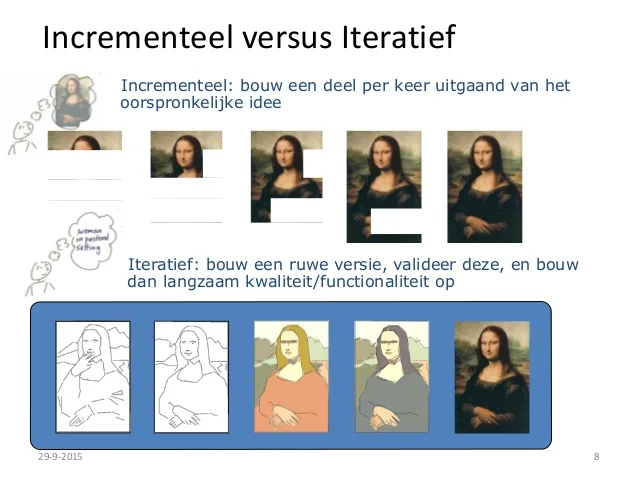 Incrementeel versus Iteratief
Incrementeel: bouw een deel per keer uitgaand van het
oorspronkelijke idee
woman
in pastoral
setting
Iteratief: bouw een ruwe versie, valideer deze, en bouw
dan langzaam kwaliteit/functionaliteit op
29-9-2015
8